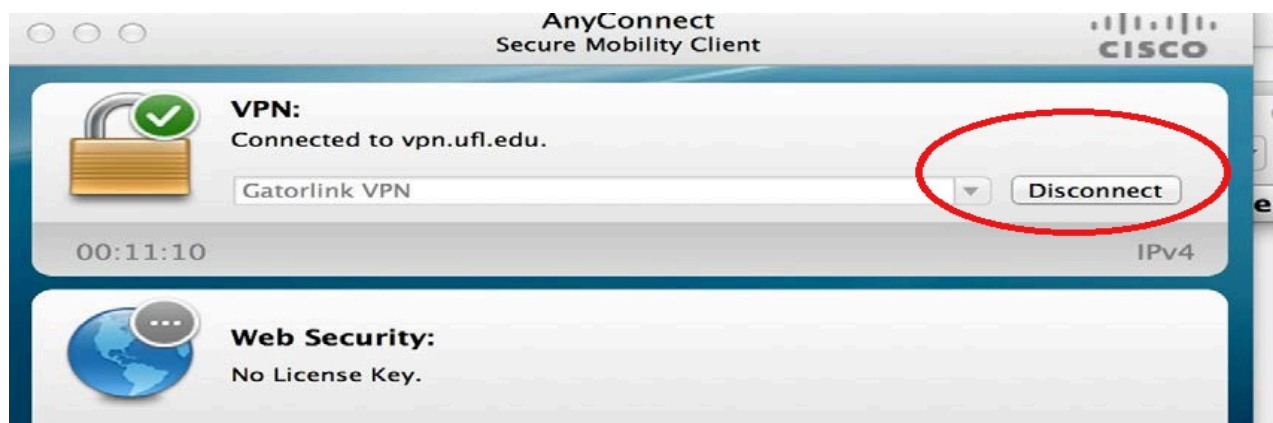 AnyConnect
Secure Mobility Client
CISCO
VPN:
Connected to vpn.ufl.edu.
Gatorlink VPN
Disconnect
00:11:10
IPv4
Web Security:
No License Key.